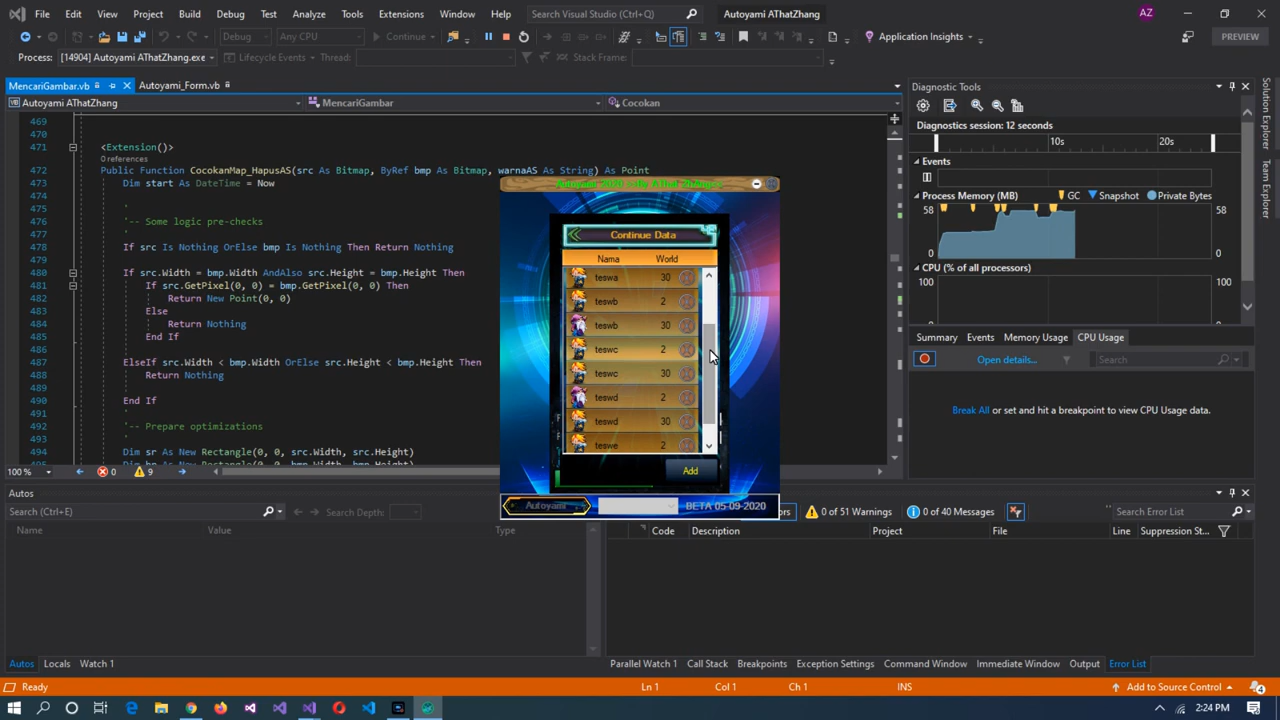 File Edit View Project Build Debug Test Analyze Tools Extensions Window Help Search Visual Studio Autoyami AThatZhang AZ
Debug Any CPU Continue Application Insights PREVIEW
Process: [14904] Autoyami AThatZhang.exe Lifecycle Events Thread: Stack Frame:
MencariGambar.vb Autoyami_Form.vb
Autoyami AThatZhang MencariGambar Cocokan
469
470
471 <Extension()>
0 references
472 Public Function CocokanMap_HapusAS(src As Bitmap, ByRef bmp As Bitmap, warnaAS As String) As Point
473 Dim start As DateTime = Now
475
476 '-- Some logic pre-checks
477 '
478 If src Is Nothing OrElse bmp Is Nothing Then Return Nothing
480 If src.Width = bmp.Width AndAlso src.Height = bmp.Height Then
481 If src.GetPixel(0, 0) = bmp.GetPixel(0, 0) Then
482 Return New Point(0, 0)
483 Else
484 Return Nothing
485 End If
486
487 ElseIf src.Width < bmp.Width OrElse src.Height < bmp.Height Then
488 Return Nothing
490 End If
491 '
492 '-- Prepare optimizations
493 '
494 Dim sr As New Rectangle(0, 0, src.Width, src.Height)
100 % 0 9
Continue Data
Nama World
teswa 30
teswb 2
teswb 30
teswc 2
teswc 30
teswd 2
teswd 30
teswe 2
Add
Autoyami BETA 05-09-2020
Diagnostic Tools
Diagnostics session: 12 seconds
10s 20s
Events
Process Memory (MB) GC Snapshot Private Bytes
58 58
0 0
CPU (% of all processors)
100 100
0 0
Summary Events Memory Usage CPU Usage
Open details... Search
Break All or set and hit a breakpoint to view CPU Usage data.
Solution Explorer Team Explorer
Autos
Search (Ctrl+E) Search Depth:
Name Value Type
0 of 51 Warnings 0 of 40 Messages Search Error List
Code Description Project File Line Suppression St...
Autos Locals Watch 1
Parallel Watch 1 Call Stack Breakpoints Exception Settings Command Window Immediate Window Output Error List
Ready Ln 1 Col 1 Ch 1 INS Add to Source Control 4
2:24 PM